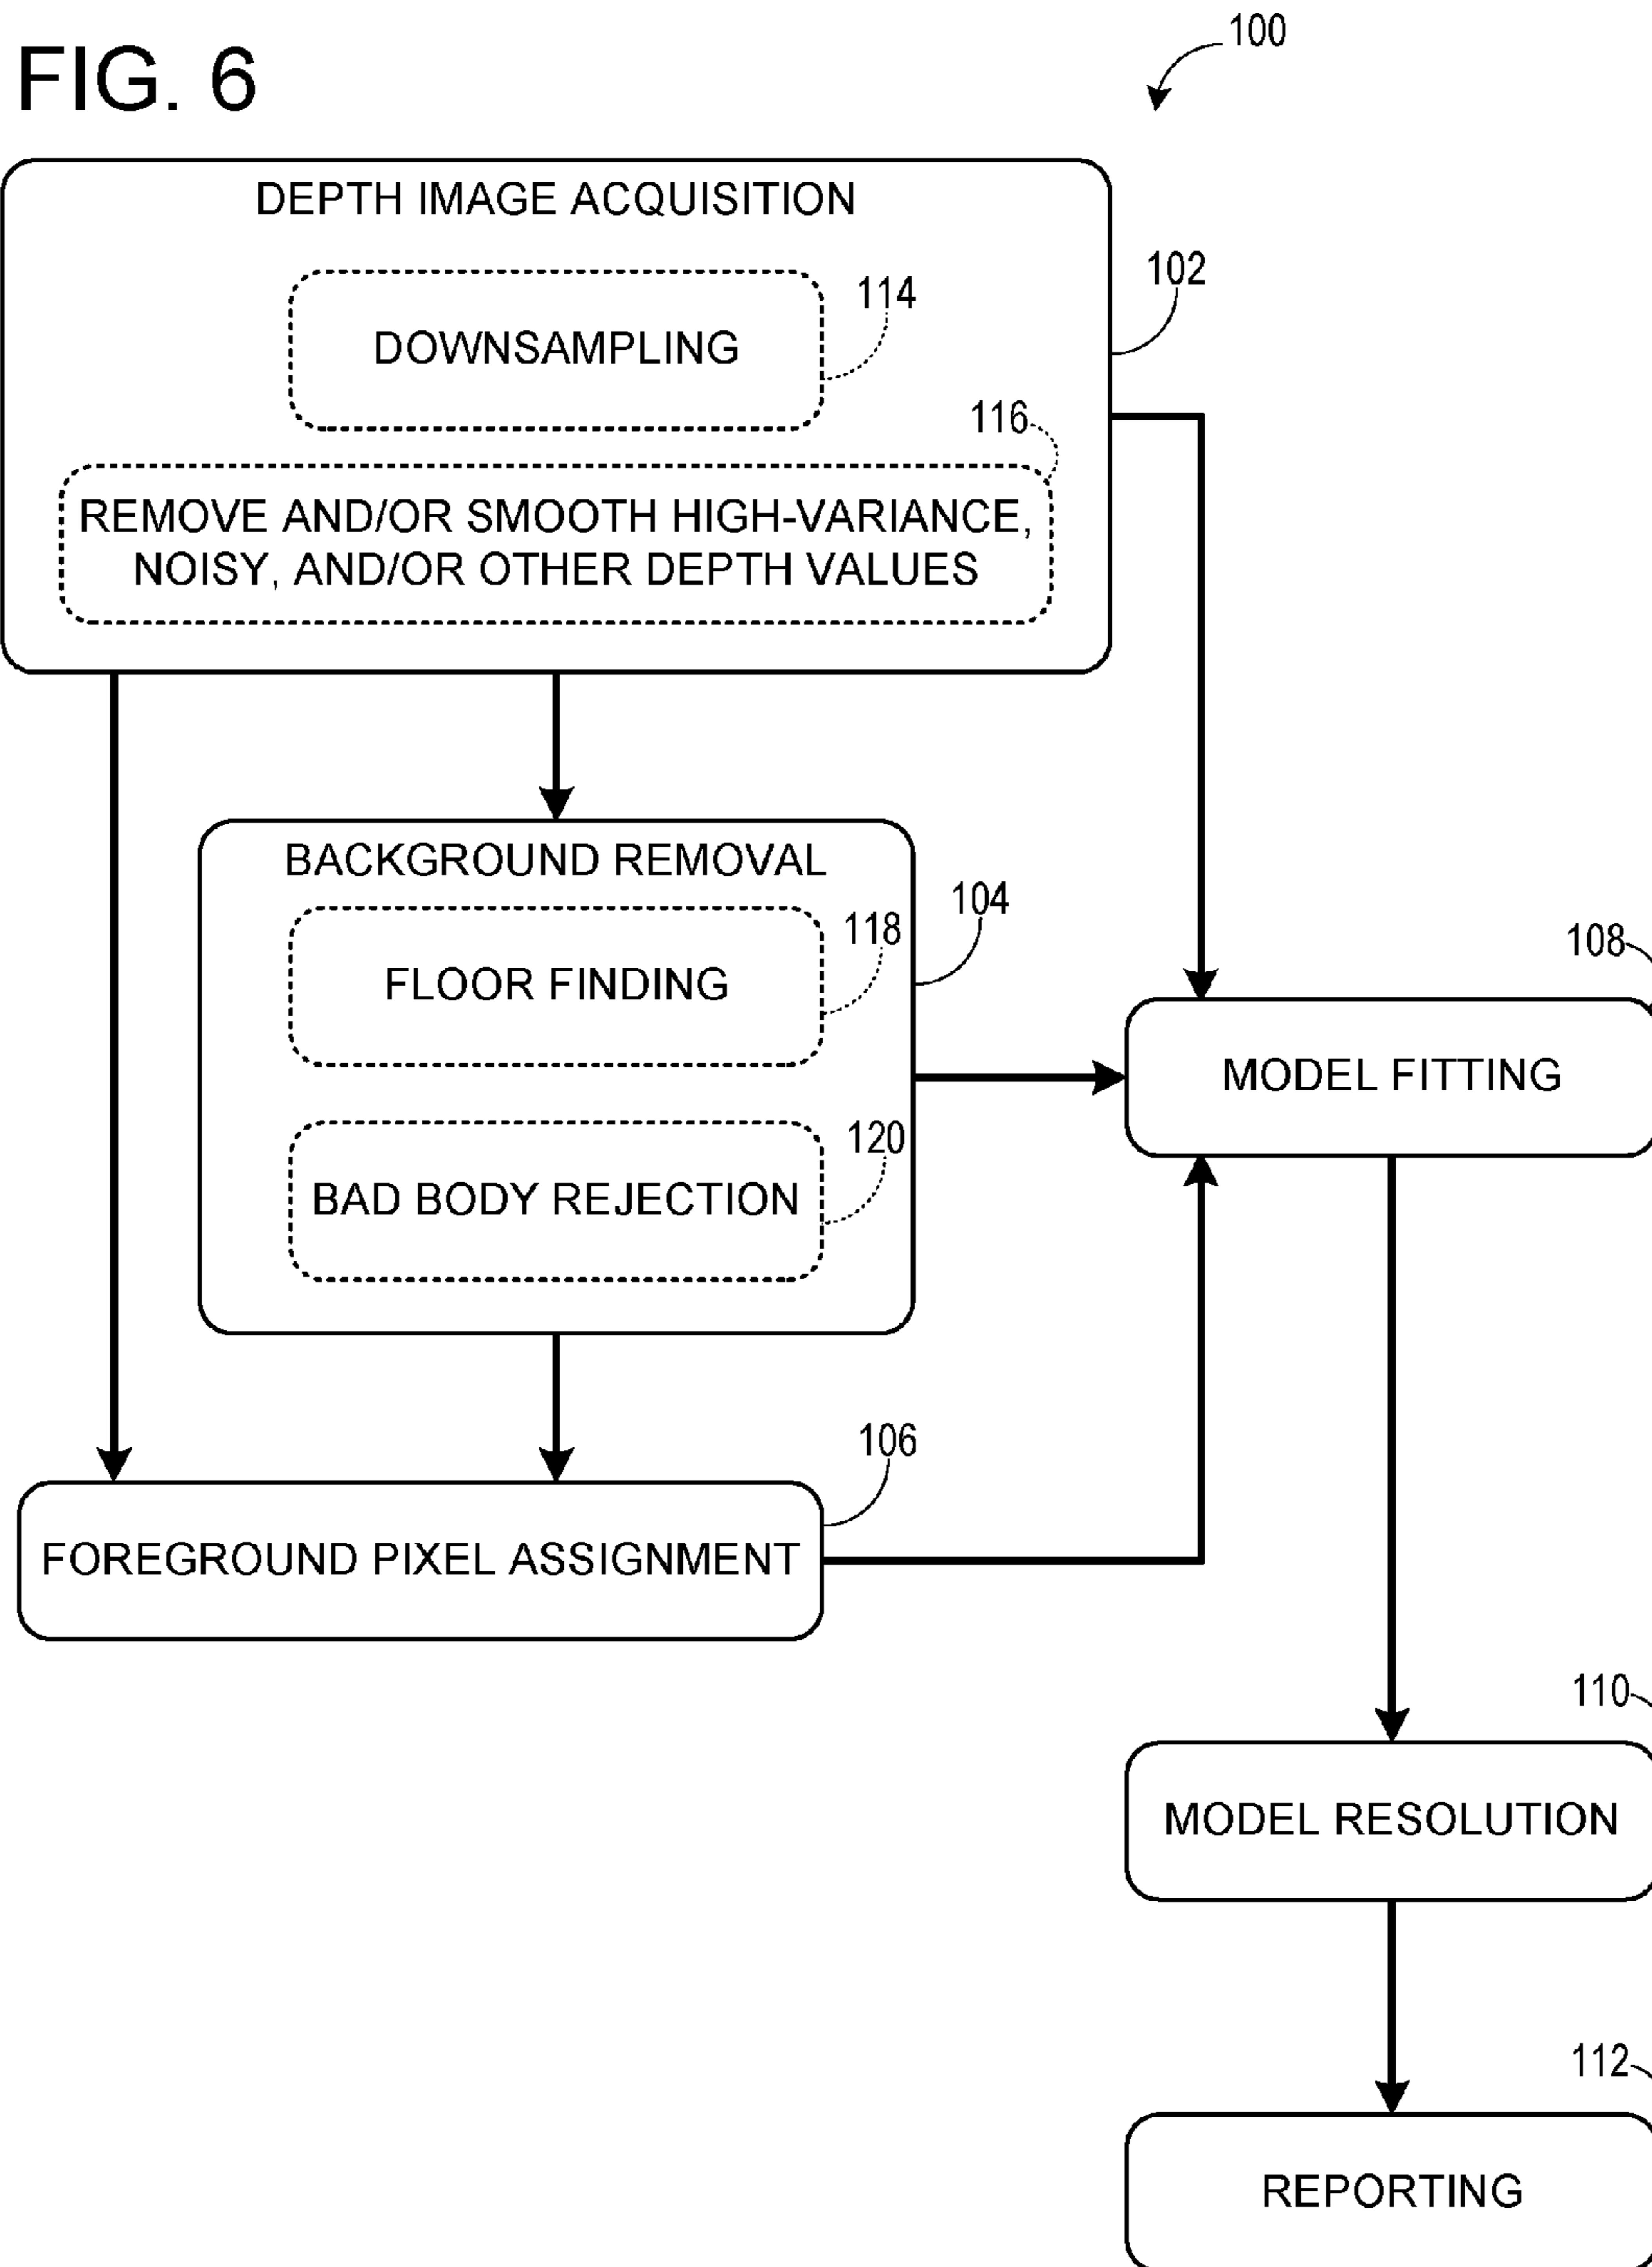 FIG. 6
100
DEPTH IMAGE ACQUISITION
102
DOWNSAMPLING
114
116
REMOVE AND/OR SMOOTH HIGH-VARIANCE,
NOISY, AND/OR OTHER DEPTH VALUES
BACKGROUND REMOVAL
104
118
FLOOR FINDING
108
MODEL FITTING
120
BAD BODY REJECTION
106
FOREGROUND PIXEL ASSIGNMENT
110
MODEL RESOLUTION
112
REPORTING